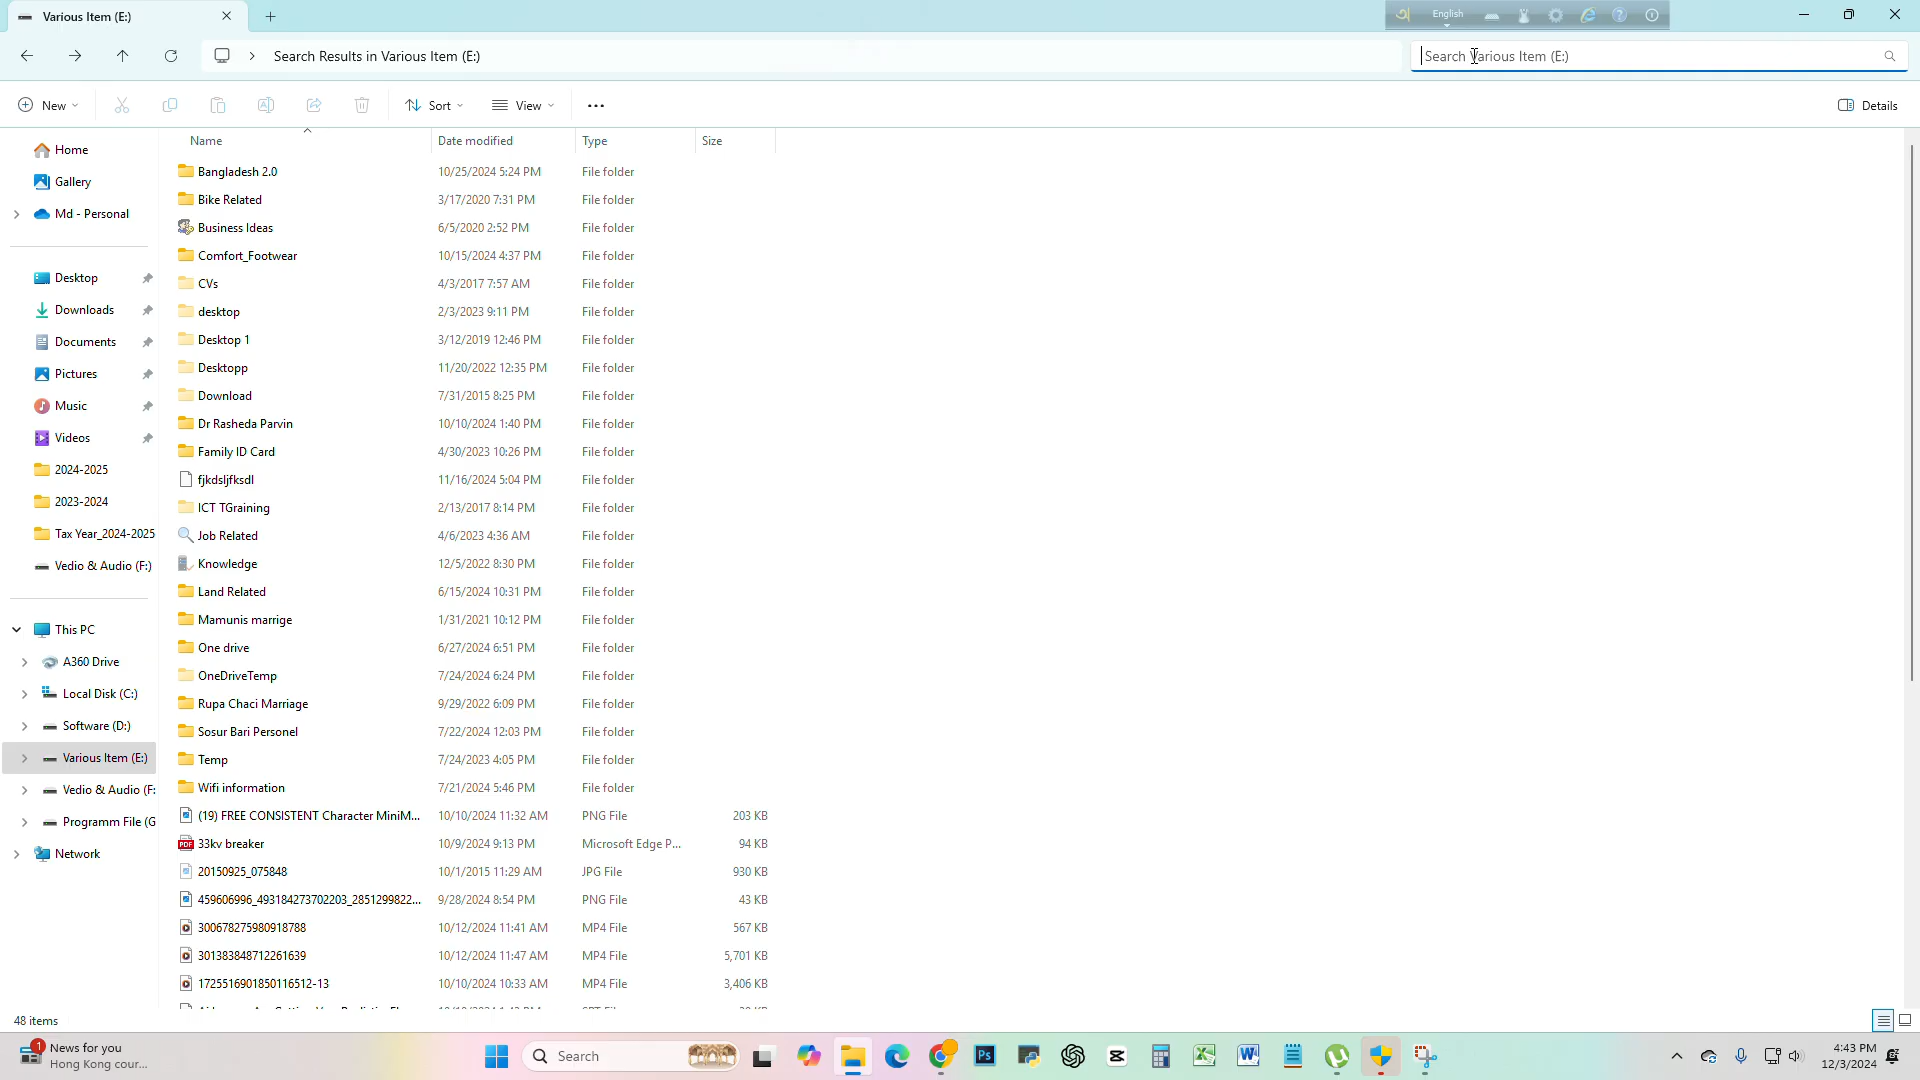 Various Item (E:)
English
Search Results in Various Item (E:)
Search Various Item (E:)
New
Sort
View
Details
Name Date modified Type Size
Home
Gallery
Md - Personal
Desktop
Downloads
Documents
Pictures
Music
Videos
2024-2025
2023-2024
Tax Year_2024-2025
Vedio & Audio (F:)
This PC
A360 Drive
Local Disk (C:)
Software (D:)
Various Item (E:)
Vedio & Audio (F:
Programm File (G
Network
Bangladesh 2.0 10/25/2024 5:24 PM File folder
Bike Related 3/17/2020 7:31 PM File folder
Business Ideas 6/5/2020 2:52 PM File folder
Comfort_Footwear 10/15/2024 4:37 PM File folder
CVs 4/3/2017 7:57 AM File folder
desktop 2/3/2023 9:11 PM File folder
Desktop 1 3/12/2019 12:46 PM File folder
Desktopp 11/20/2022 12:35 PM File folder
Download 7/31/2015 8:25 PM File folder
Dr Rasheda Parvin 10/10/2024 1:40 PM File folder
Family ID Card 4/30/2023 10:26 PM File folder
fjkdsljfksdl 11/16/2024 5:04 PM File folder
ICT TGraining 2/13/2017 8:14 PM File folder
Job Related 4/6/2023 4:36 AM File folder
Knowledge 12/5/2022 8:30 PM File folder
Land Related 6/15/2024 10:31 PM File folder
Mamunis marrige 1/31/2021 10:12 PM File folder
One drive 6/27/2024 6:51 PM File folder
OneDriveTemp 7/24/2024 6:24 PM File folder
Rupa Chaci Marriage 9/29/2022 6:09 PM File folder
Sosur Bari Personel 7/22/2024 12:03 PM File folder
Temp 7/24/2023 4:05 PM File folder
Wifi information 7/21/2024 5:46 PM File folder
(19) FREE CONSISTENT Character MiniM... 10/10/2024 11:32 AM PNG File 203 KB
33kv breaker 10/9/2024 9:13 PM Microsoft Edge P... 94 KB
20150925_075848 10/1/2015 11:29 AM JPG File 930 KB
459606996_493184273702203_2851299822... 9/28/2024 8:54 PM PNG File 43 KB
300678275980918788 10/12/2024 11:41 AM MP4 File 567 KB
301383848712261639 10/12/2024 11:47 AM MP4 File 5,701 KB
1725516901850116512-13 10/10/2024 10:33 AM MP4 File 3,406 KB
48 items
1
News for you
Hong Kong cour...
Search
4:43 PM
12/3/2024